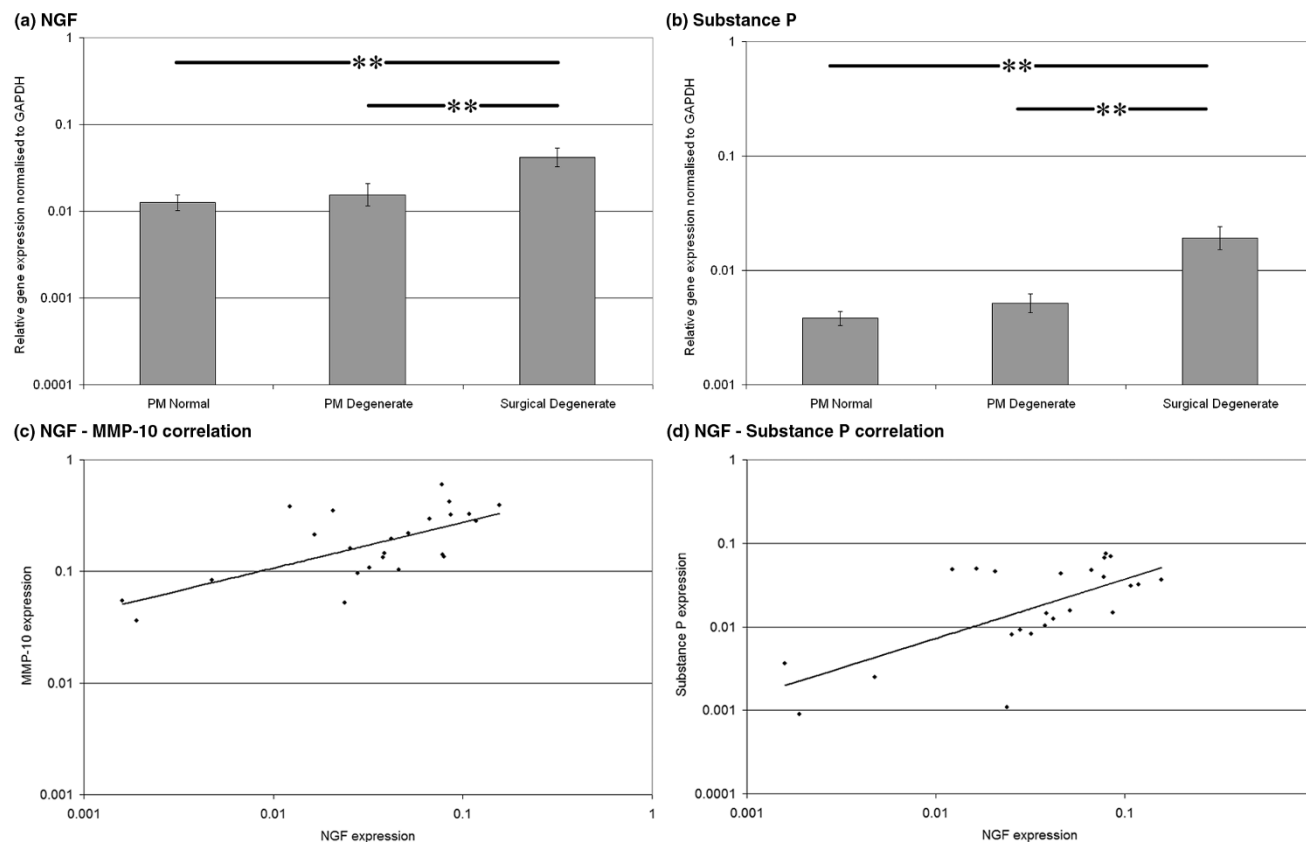 (a) NGF
Relative gene expression normalised to GAPDH
1
0.1
0.01
0.001
0.0001
**
**
PM Normal
PM Degenerate
Surgical Degenerate
(b) Substance P
Relative gene expression normalised to GAPDH
1
0.1
0.01
0.001
**
**
PM Normal
PM Degenerate
Surgical Degenerate
(c) NGF - MMP-10 correlation
MMP-10 expression
1
0.1
0.01
0.001
0.001
0.01
0.1
1
NGF expression
(d) NGF - Substance P correlation
Substance P expression
1
0.1
0.01
0.001
0.0001
0.001
0.01
0.1
NGF expression